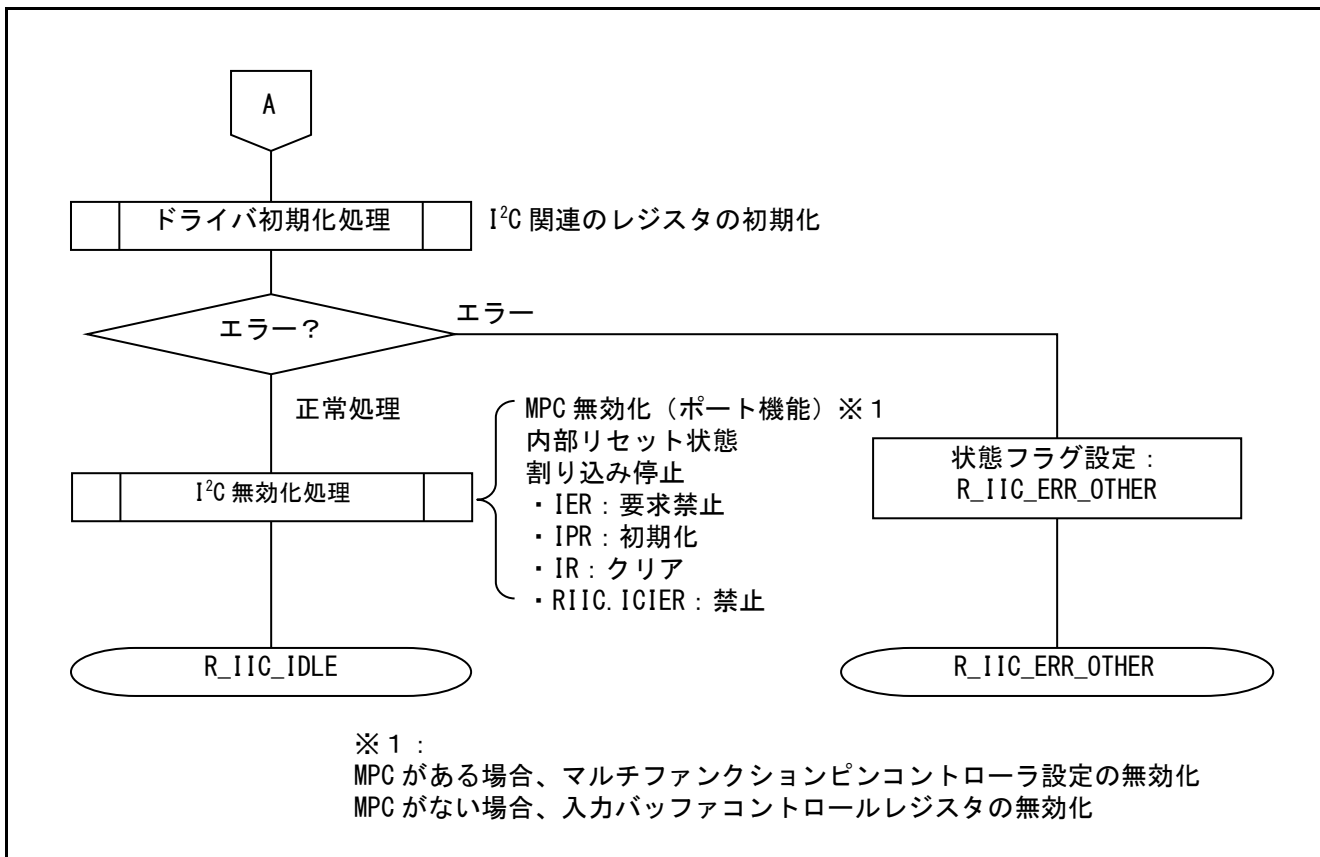 A
ドライバ初期化処理
I²C 関連のレジスタの初期化
エラー？
エラー
正常処理
I²C 無効化処理
MPC 無効化（ポート機能）※１
内部リセット状態
割り込み停止
・IER：要求禁止
・IPR：初期化
・IR：クリア
・RIIC.ICIER：禁止
状態フラグ設定：
R_IIC_ERR_OTHER
R_IIC_IDLE
R_IIC_ERR_OTHER
※１：
MPC がある場合、マルチファンクションピンコントローラ設定の無効化
MPC がない場合、入力バッファコントロールレジスタの無効化